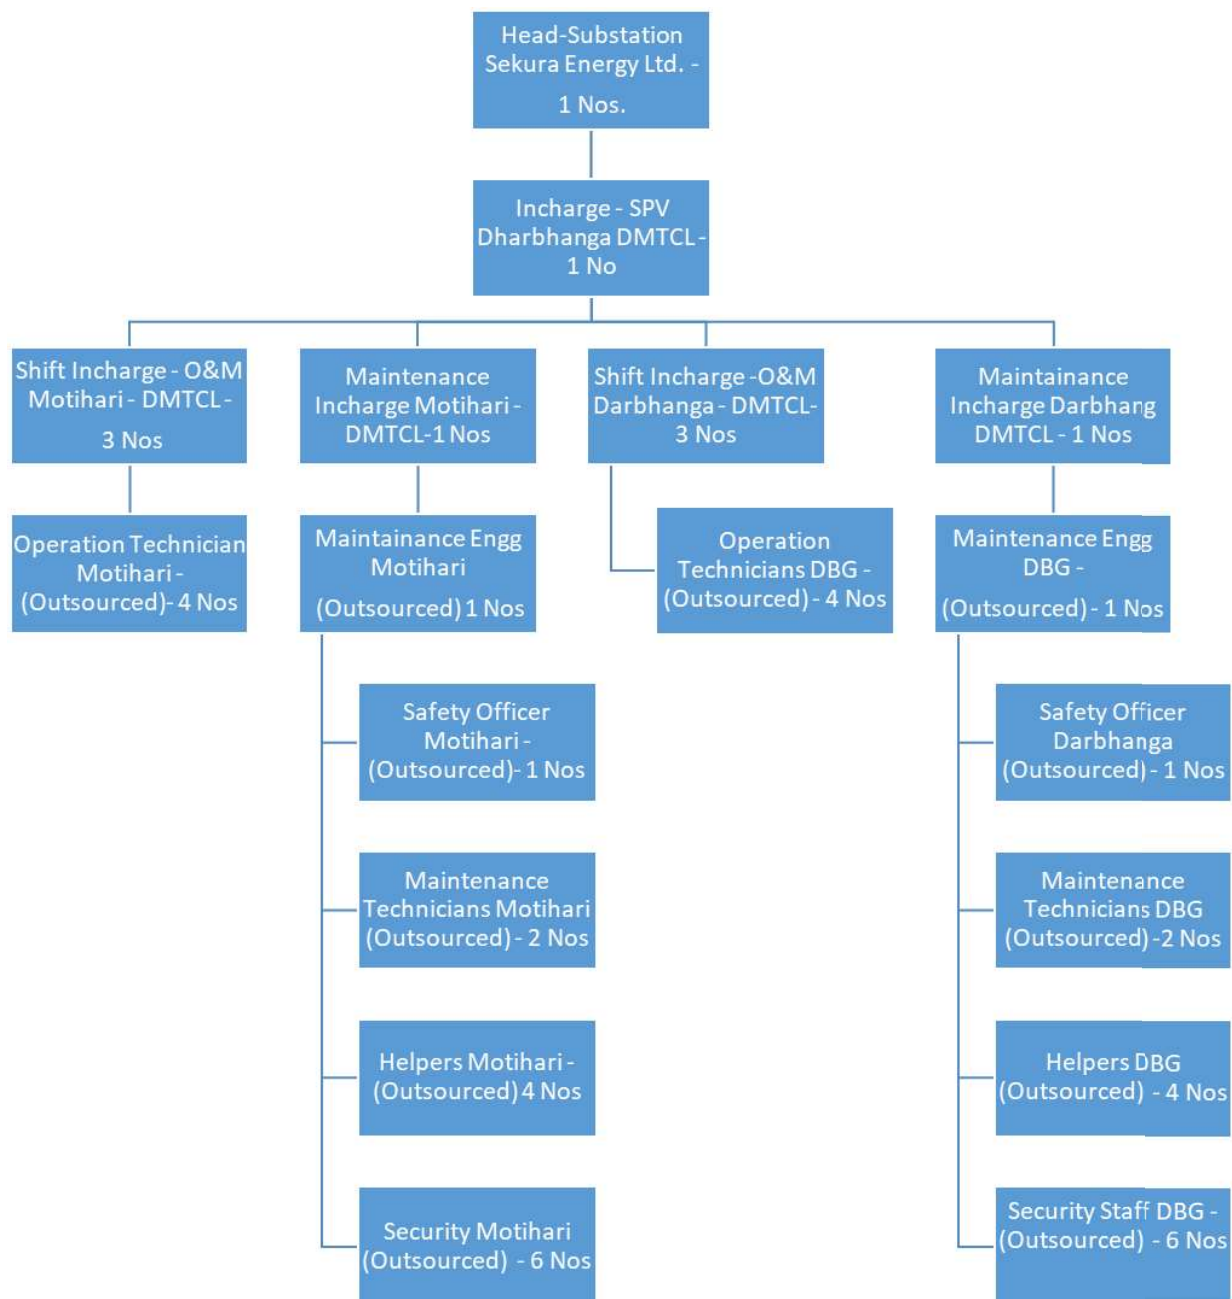 Head-Substation
Sekura Energy Ltd. -
1 Nos.
Incharge - SPV
Dharbhanga DMTCL -
1 No
Shift Incharge - O&M
Motihari - DMTCL -
3 Nos
Maintenance
Incharge Motihari -
DMTCL-1 Nos
Shift Incharge -O&M
Darbhanga - DMTCL-
3 Nos
Maintainance
Incharge Darbhang
DMTCL - 1 Nos
Operation Technician
Motihari -
(Outsourced)- 4 Nos
Maintainance Engg
Motihari
(Outsourced) 1 Nos
Operation
Technicians DBG -
(Outsourced) - 4 Nos
Maintenance Engg
DBG -
(Outsourced) - 1 Nos
Safety Officer
Motihari -
(Outsourced)- 1 Nos
Safety Officer
Darbhanga
(Outsourced) - 1 Nos
Maintenance
Technicians Motihari
(Outsourced) - 2 Nos
Maintenance
Technicians DBG
(Outsourced) -2 Nos
Helpers Motihari -
(Outsourced) 4 Nos
Helpers DBG
(Outsourced) - 4 Nos
Security Motihari
(Outsourced) - 6 Nos
Security Staff DBG -
(Outsourced) - 6 Nos